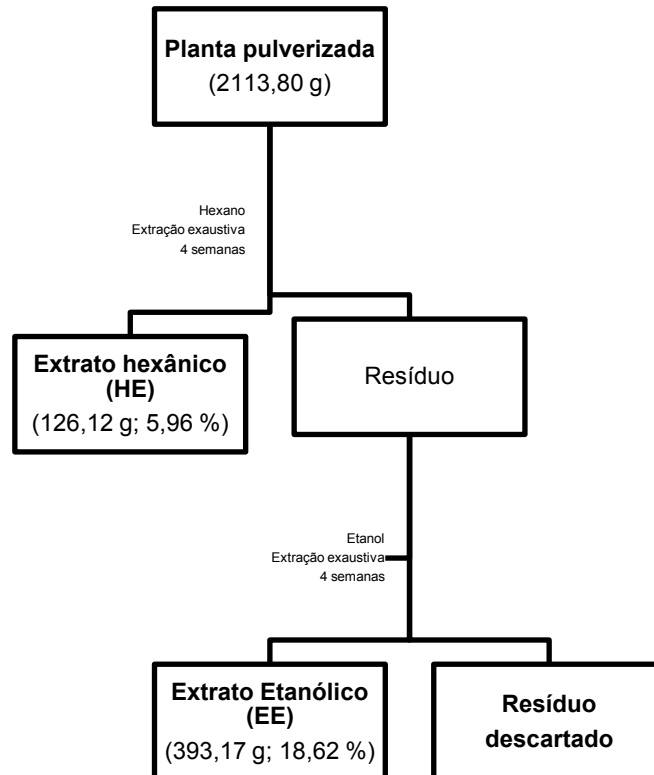 Planta pulverizada
(2113,80 g)
Hexano
Extração exaustiva
4 semanas
Extrato hexânico
(HE)
(126,12 g; 5,96 %)
Resíduo
Etanol
Extração exaustiva
4 semanas
Extrato Etanólico
(EE)
(393,17 g; 18,62 %)
Resíduo
descartado